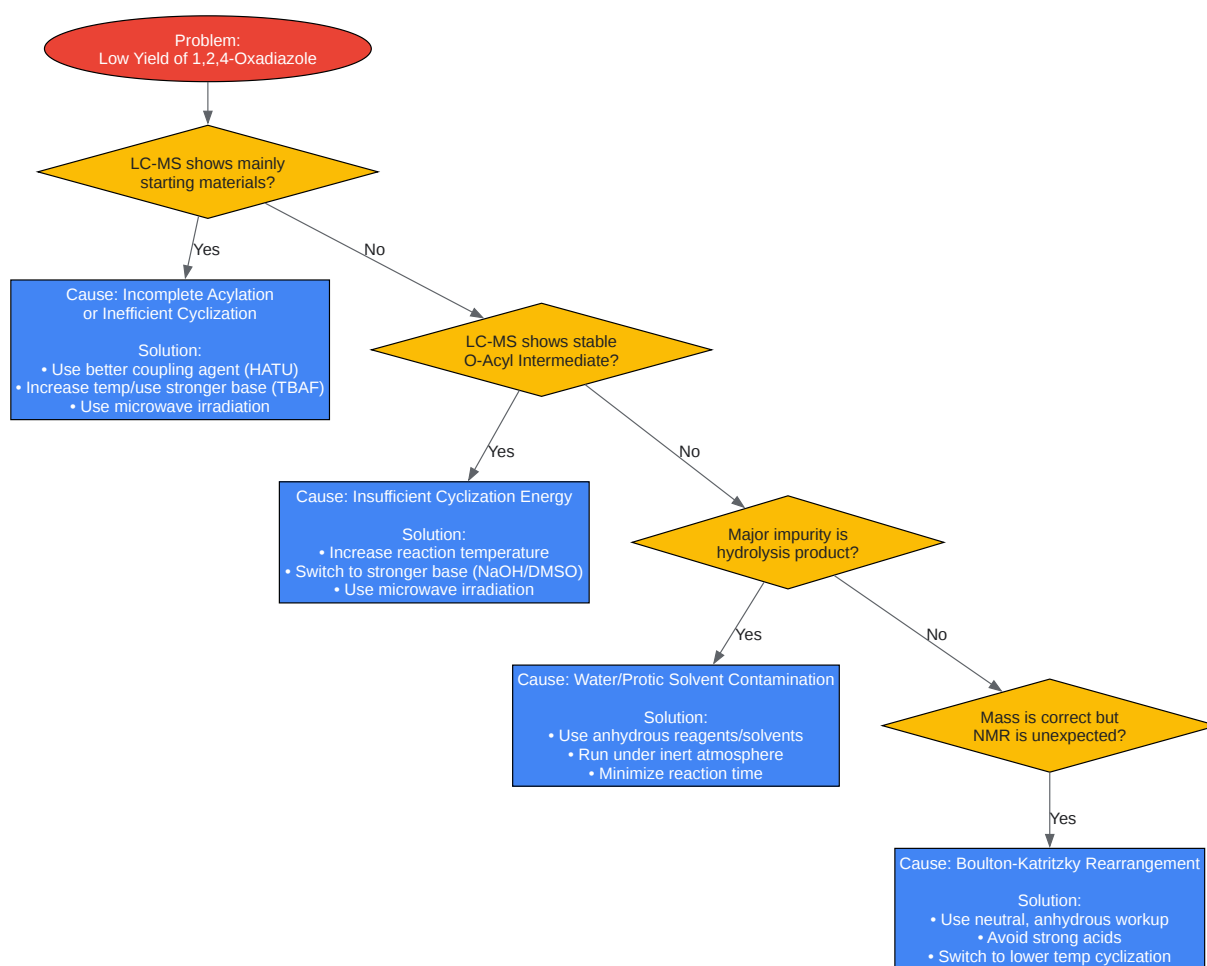 Problem:
Low Yield of 1,2,4-Oxadiazole
LC-MS shows mainly
starting materials?
Yes
No
Cause: Incomplete Acylation
or Inefficient Cyclization
Solution:
• Use better coupling agent (HATU)
• Increase temp/use stronger base (TBAF)
• Use microwave irradiation
LC-MS shows stable
O-Acyl Intermediate?
Yes
No
Cause: Insufficient Cyclization Energy
Solution:
• Increase reaction temperature
• Switch to stronger base (NaOH/DMSO)
• Use microwave irradiation
Major impurity is
hydrolysis product?
Yes
No
Cause: Water/Protic Solvent Contamination
Solution:
• Use anhydrous reagents/solvents
• Run under inert atmosphere
• Minimize reaction time
Mass is correct but
NMR is unexpected?
Yes
Cause: Boulton-Katritzky Rearrangement
Solution:
• Use neutral, anhydrous workup
• Avoid strong acids
• Switch to lower temp cyclization